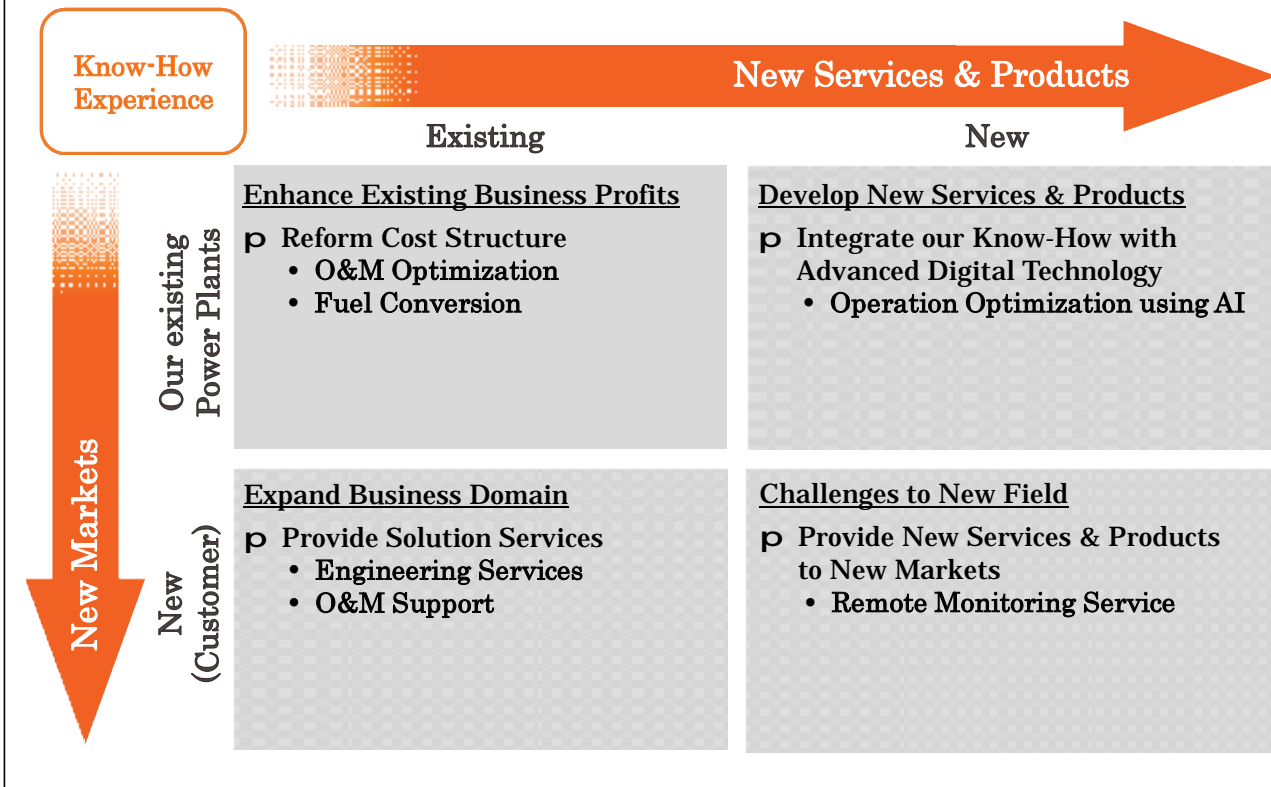 Know-How
Experience
New Services & Products
Existing
New
New Markets
Our existing
Power Plants
Enhance Existing Business Profits
p Reform Cost Structure
• O&M Optimization
• Fuel Conversion
Develop New Services & Products
p Integrate our Know-How with
Advanced Digital Technology
• Operation Optimization using AI
New
(Customer)
Expand Business Domain
p Provide Solution Services
• Engineering Services
• O&M Support
Challenges to New Field
p Provide New Services & Products
to New Markets
• Remote Monitoring Service